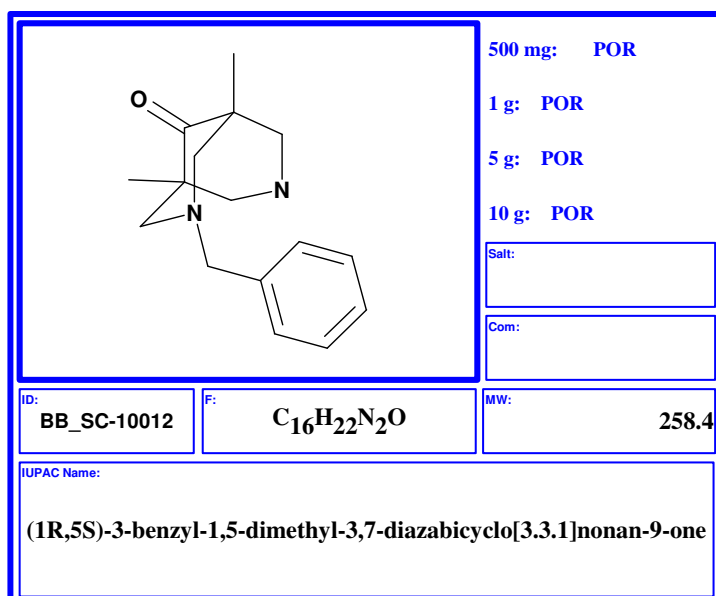 500 mg: POR
O
1 g: POR
5 g: POR
N
N
10 g: POR
Salt:
Com:
ID:
BB_SC-10012
F:
C16H22N2O
MW:
258.4
IUPAC Name:
(1R,5S)-3-benzyl-1,5-dimethyl-3,7-diazabicyclo[3.3.1]nonan-9-one